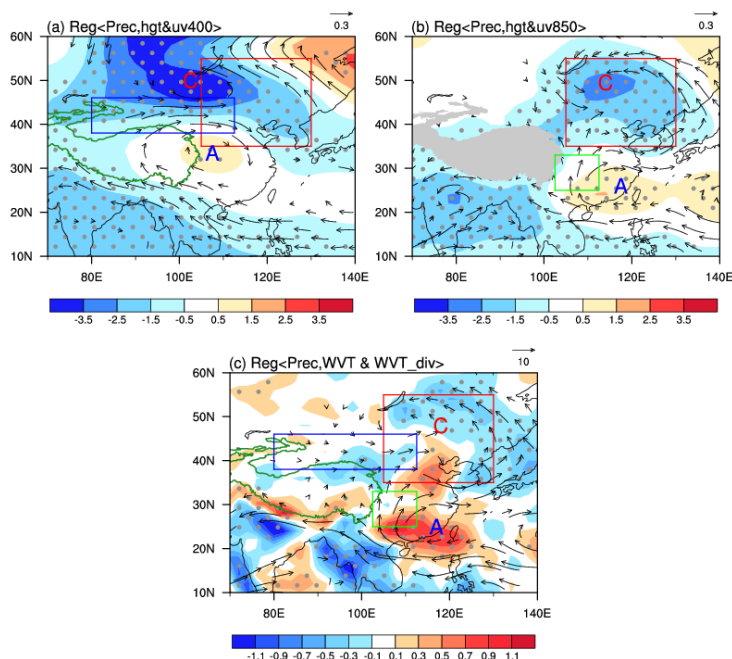 (a) Reg<Prec,hgt&uv400>
0.3
60N
50N
40N
30N
20N
10N
C
A
80E
100E
120E
140E
-3.5
-2.5
-1.5
-0.5
0.5
1.5
2.5
3.5
(b) Reg<Prec,hgt&uv850>
0.3
60N
50N
40N
30N
20N
10N
C
A
80E
100E
120E
140E
-3.5
-2.5
-1.5
-0.5
0.5
1.5
2.5
3.5
(c) Reg<Prec,WVT & WVT_div>
10
60N
50N
40N
30N
20N
10N
C
A
80E
100E
120E
140E
-1.1
-0.9
-0.7
-0.5
-0.3
-0.1
0.1
0.3
0.5
0.7
0.9
1.1